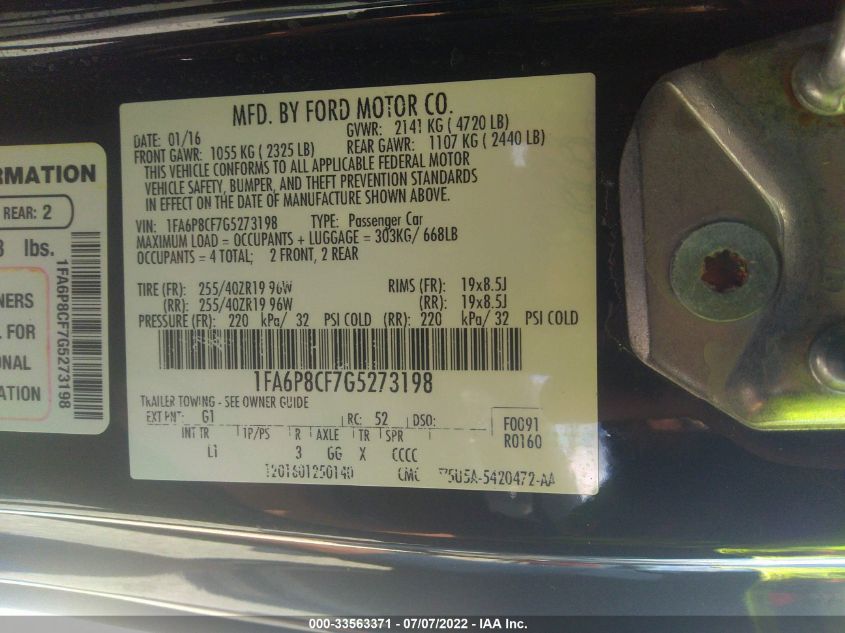 MFD. BY FORD MOTOR CO.
DATE: 01/16 GVWR: 2141 KG ( 4720 LB)
FRONT GAWR: 1055 KG ( 2325 LB) REAR GAWR: 1107 KG ( 2440 LB)
THIS VEHICLE CONFORMS TO ALL APPLICABLE FEDERAL MOTOR
VEHICLE SAFETY, BUMPER, AND THEFT PREVENTION STANDARDS
IN EFFECT ON THE DATE OF MANUFACTURE SHOWN ABOVE.
VIN: 1FA6P8CF7G5273198 TYPE: Passenger Car
MAXIMUM LOAD = OCCUPANTS + LUGGAGE = 303KG/ 668LB
OCCUPANTS = 4 TOTAL; 2 FRONT, 2 REAR
TIRE (FR): 255/40ZR19 96W RIMS (FR): 19x8.5J
(RR): 255/40ZR19 96W (RR): 19x8.5J
PRESSURE (FR): 220 kPa/ 32 PSI COLD (RR): 220 kPa/ 32 PSI COLD
1FA6P8CF7G5273198
TRAILER TOWING - SEE OWNER GUIDE
EXT PNT: G1 RC: 52 DSO: F0091
INT TR 1P/PS R AXLE TR SPR R0160
L1 3 GG X CCCC
1201601250140 CMC 5U5A-5420472-AA
RMATION
REAR: 2
lbs.
NERS
L FOR
ONAL
ATION
1FA6P8CF7G5273198
000-33563371 - 07/07/2022 - IAA Inc.